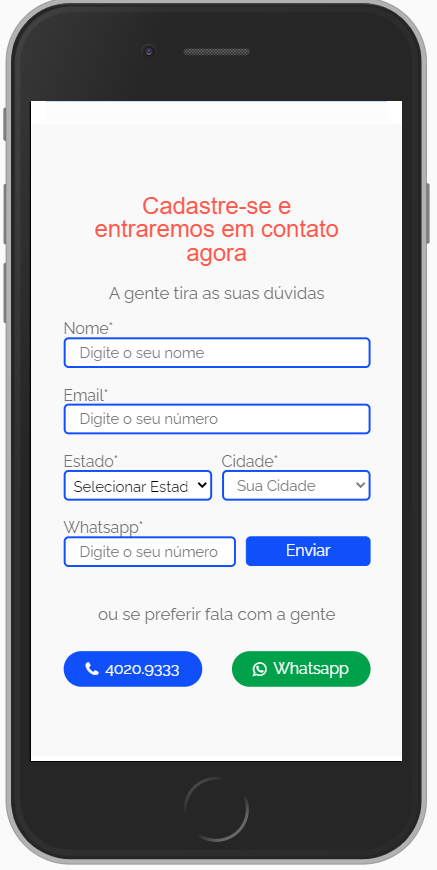 Cadastre-se e
entraremos em contato
agora
A gente tira as suas dúvidas
Nome*
Digite o seu nome
Email*
Digite o seu número
Estado* Cidade*
Selecionar Estad Sua Cidade
Whatsapp*
Digite o seu número Enviar
ou se preferir fala com a gente
4020.9333 Whatsapp